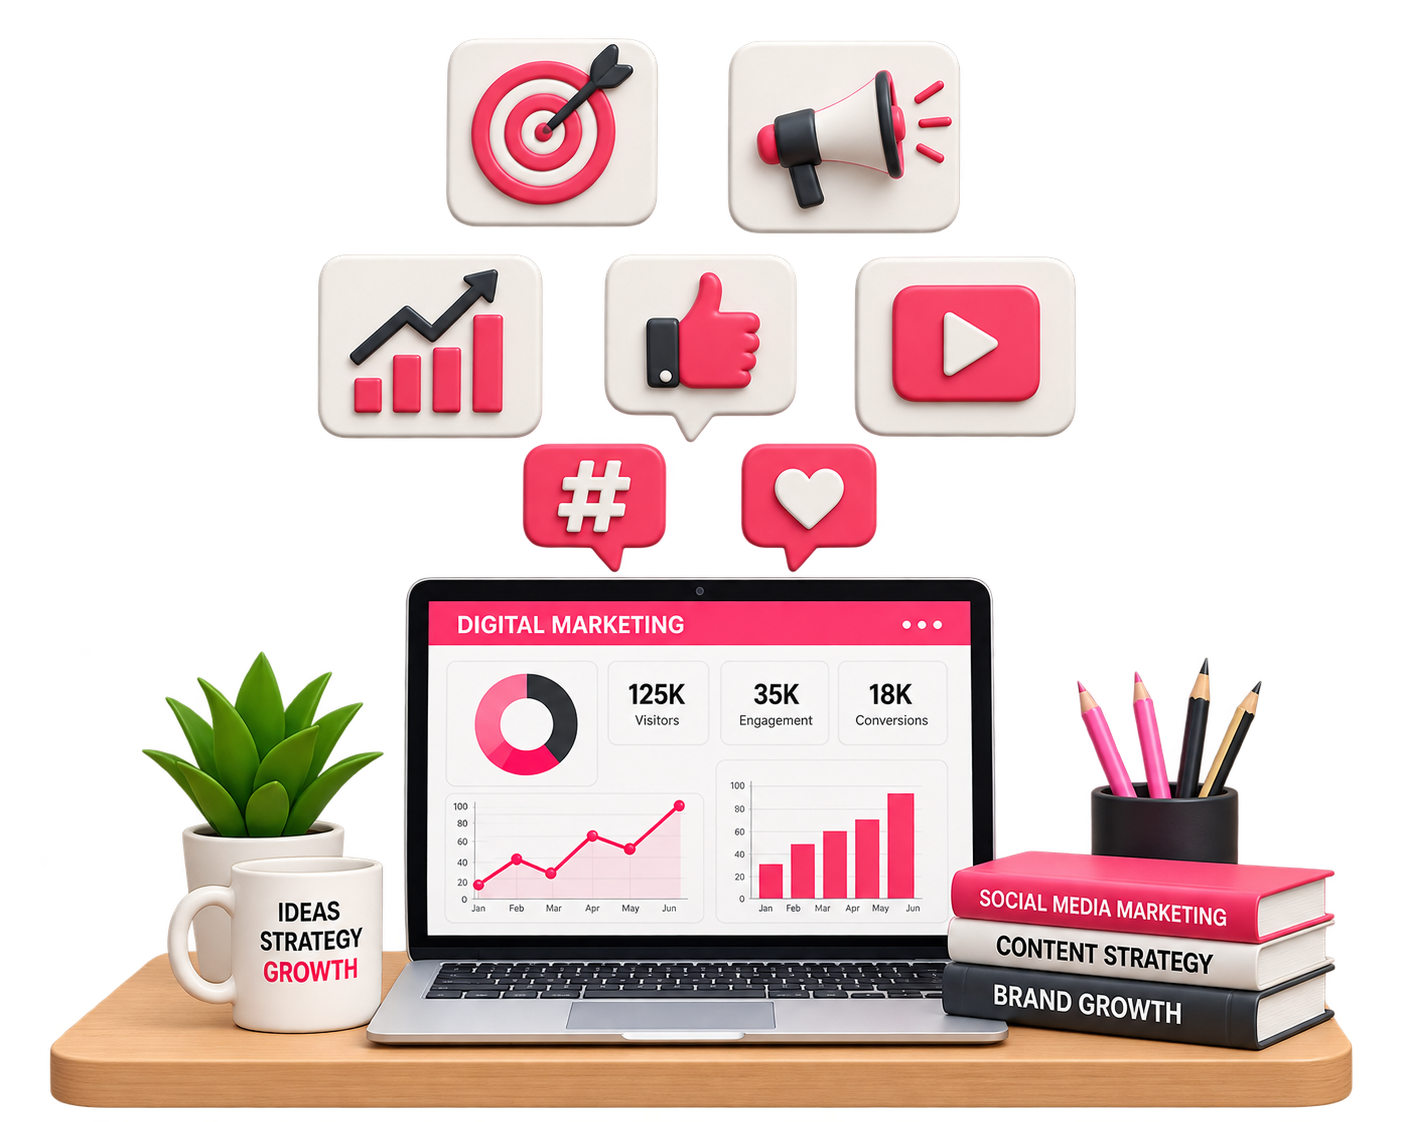 #
DIGITAL MARKETING
125K
Visitors
35K
Engagement
18K
Conversions
100
80
60
40
20
0
Jan Feb Mar Apr May Jun
100
80
60
40
20
0
Jan Feb Mar Apr May Jun
IDEAS
STRATEGY
GROWTH
SOCIAL MEDIA MARKETING
CONTENT STRATEGY
BRAND GROWTH